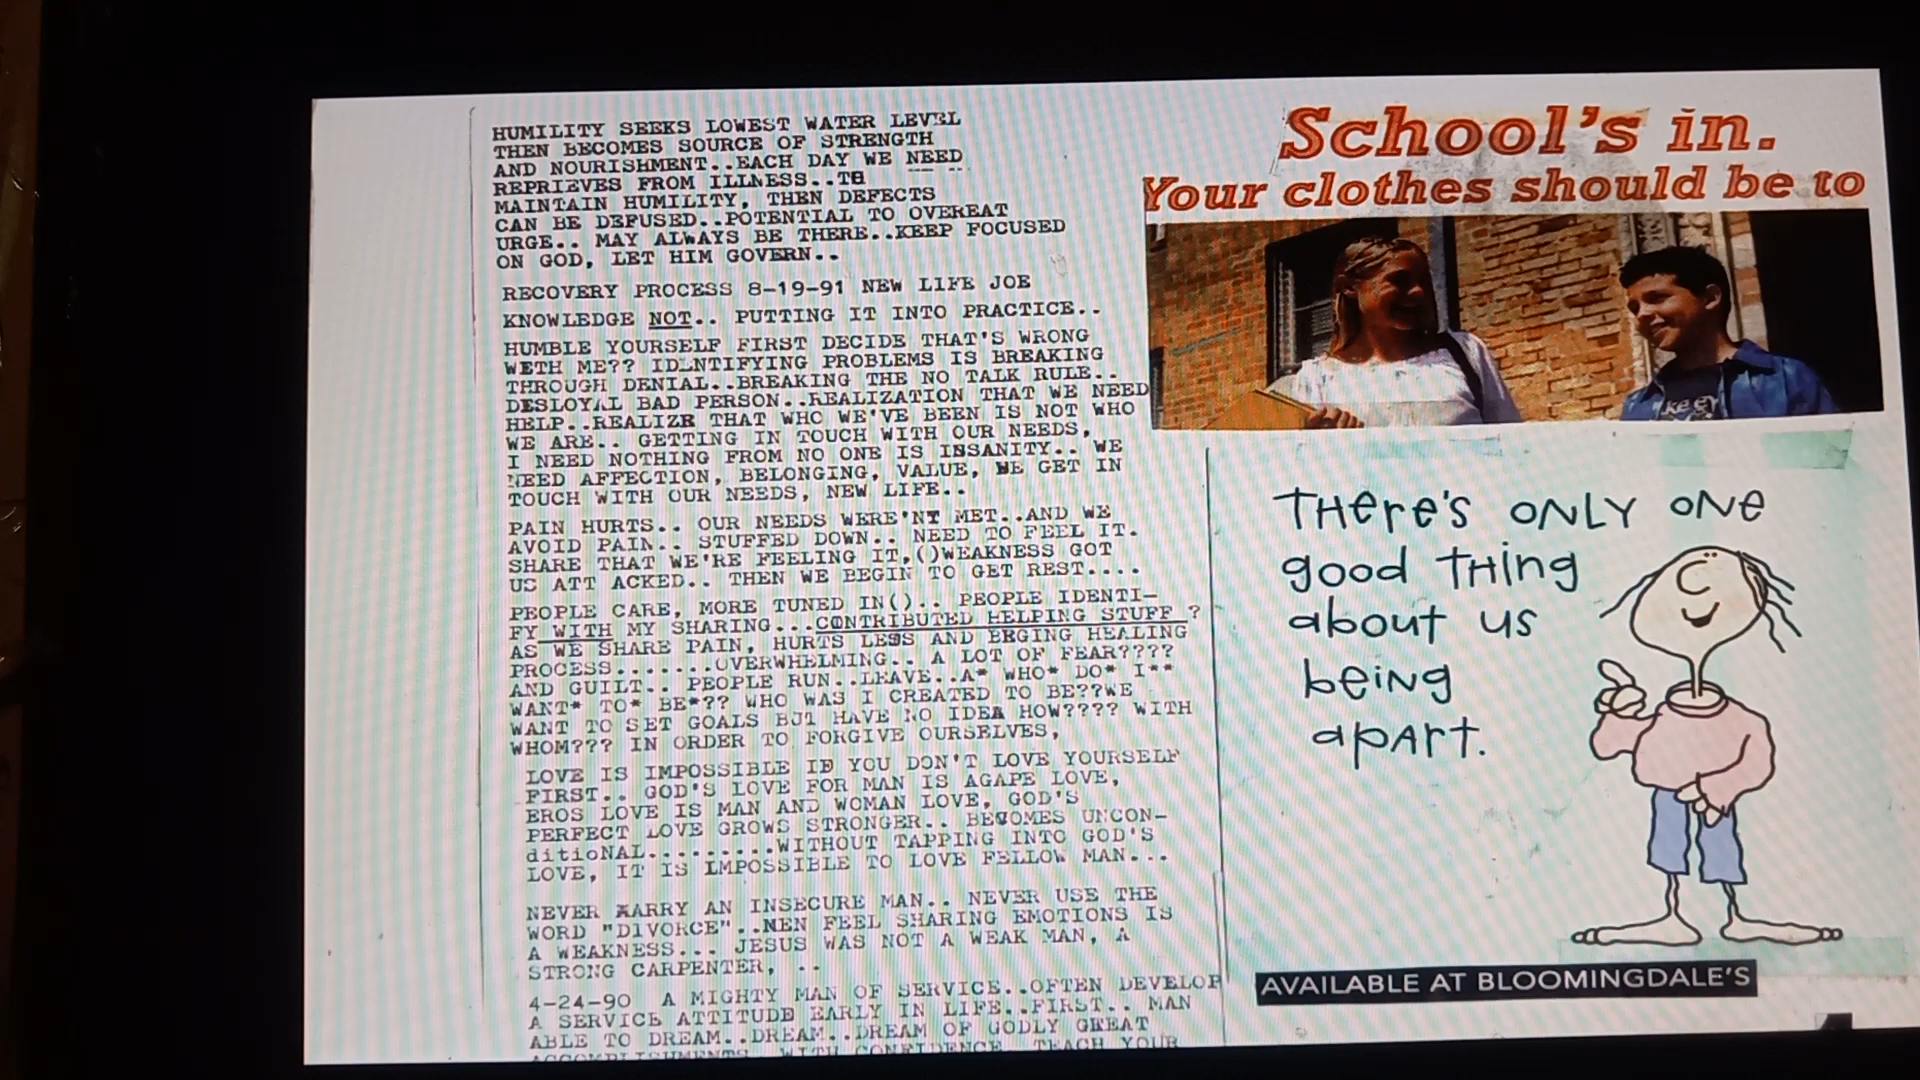 HUMILITY SEEKS LOWEST WATER LEVEL
THEN BECOMES SOURCE OF STRENGTH
AND NOURISHMENT..EACH DAY WE NEED
REPRIEVES FROM ILLNESS..TO
MAINTAIN HUMILITY, THEN DEFECTS
CAN BE DEFUSED..POTENTIAL TO OVEREAT
URGE.. MAY ALWAYS BE THERE..KEEP FOCUSED
ON GOD, LET HIM GOVERN..
RECOVERY PROCESS 8-19-91 NEW LIFE JOE
KNOWLEDGE NOT.. PUTTING IT INTO PRACTICE..
HUMBLE YOURSELF FIRST DECIDE THAT'S WRONG
WETH ME?? IDENTIFYING PROBLEMS IS BREAKING
THROUGH DENIAL..BREAKING THE NO TALK RULE..
DESLOYAL BAD PERSON..REALIZATION THAT WE NEED
HELP..REALIZR THAT WHO WE'VE BEEN IS NOT WHO
WE ARE.. GETTING IN TOUCH WITH OUR NEEDS,
I NEED NOTHING FROM NO ONE IS INSANITY.. WE
NEED AFFECTION, BELONGING, VALUE, WE GET IN
TOUCH WITH OUR NEEDS, NEW LIFE..
PAIN HURTS.. OUR NEEDS WERE'NT MET..AND WE
AVOID PAIN.. STUFFED DOWN.. NEED TO FEEL IT.
SHARE THAT WE'RE FEELING IT,()WEAKNESS GOT
US ATT ACKED.. THEN WE BEGIN TO GET REST....
PEOPLE CARE, MORE TUNED IN().. PEOPLE IDENTI-
FY WITH MY SHARING...CONTRIBUTED HELPING STUFF ?
AS WE SHARE PAIN, HURTS LESS AND BRGING HEALING
PROCESS.......OVERWHELMING.. A LOT OF FEAR????
AND GUILT.. PEOPLE RUN..LEAVE..A* WHO* DO* I**
WANT* TO* BE*?? WHO WAS I CREATED TO BE??WE
WANT TO SET GOALS BUT HAVE NO IDEA HOW???? WITH
WHOM??? IN ORDER TO FORGIVE OURSELVES,
LOVE IS IMPOSSIBLE IF YOU DON'T LOVE YOURSELF
FIRST.. GOD'S LOVE FOR MAN IS AGAPE LOVE,
EROS LOVE IS MAN AND WOMAN LOVE, GOD'S
PERFECT LOVE GROWS STRONGER.. BECOMES UNCON-
ditioNAL.........WITHOUT TAPPING INTO GOD'S
LOVE, IT IS IMPOSSIBLE TO LOVE FELLOW MAN...
NEVER MARRY AN INSECURE MAN.. NEVER USE THE
WORD "DIVORCE"..MEN FEEL SHARING EMOTIONS IS
A WEAKNESS... JESUS WAS NOT A WEAK MAN, A
STRONG CARPENTER, ..
4-24-90 A MIGHTY MAN OF SERVICE..OFTEN DEVELOP
A SERVICE ATTITUDE EARLY IN LIFE..FIRST.. MAN
ABLE TO DREAM..DREAM..DREAM OF GODLY GREAT
ACCOMPLISHMENTS WITH CONFIDENCE TEACH YOUR
School's in.
Your clothes should be to
THere's ONLY ONe
good THing
about us
being
apart.
AVAILABLE AT BLOOMINGDALE'S